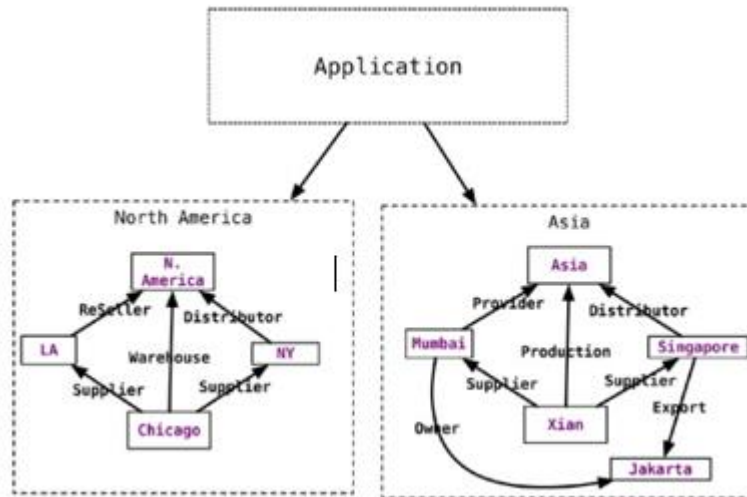 Application
North America
N.
America
ReSeller
Distributor
LA
Warehouse
NY
Supplier
Supplier
Chicago
Asia
Asia
Provider
Distributor
Mumbai
Production
Singapore
Supplier
Supplier
Export
Xian
Owner
Jakarta